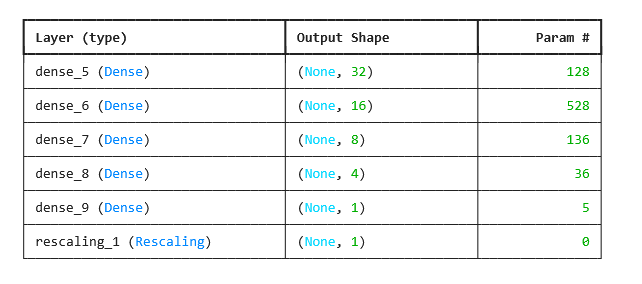 Layer (type) Output Shape Param #
dense_5 (Dense) (None, 32) 128
dense_6 (Dense) (None, 16) 528
dense_7 (Dense) (None, 8) 136
dense_8 (Dense) (None, 4) 36
dense_9 (Dense) (None, 1) 5
rescaling_1 (Rescaling) (None, 1) 0